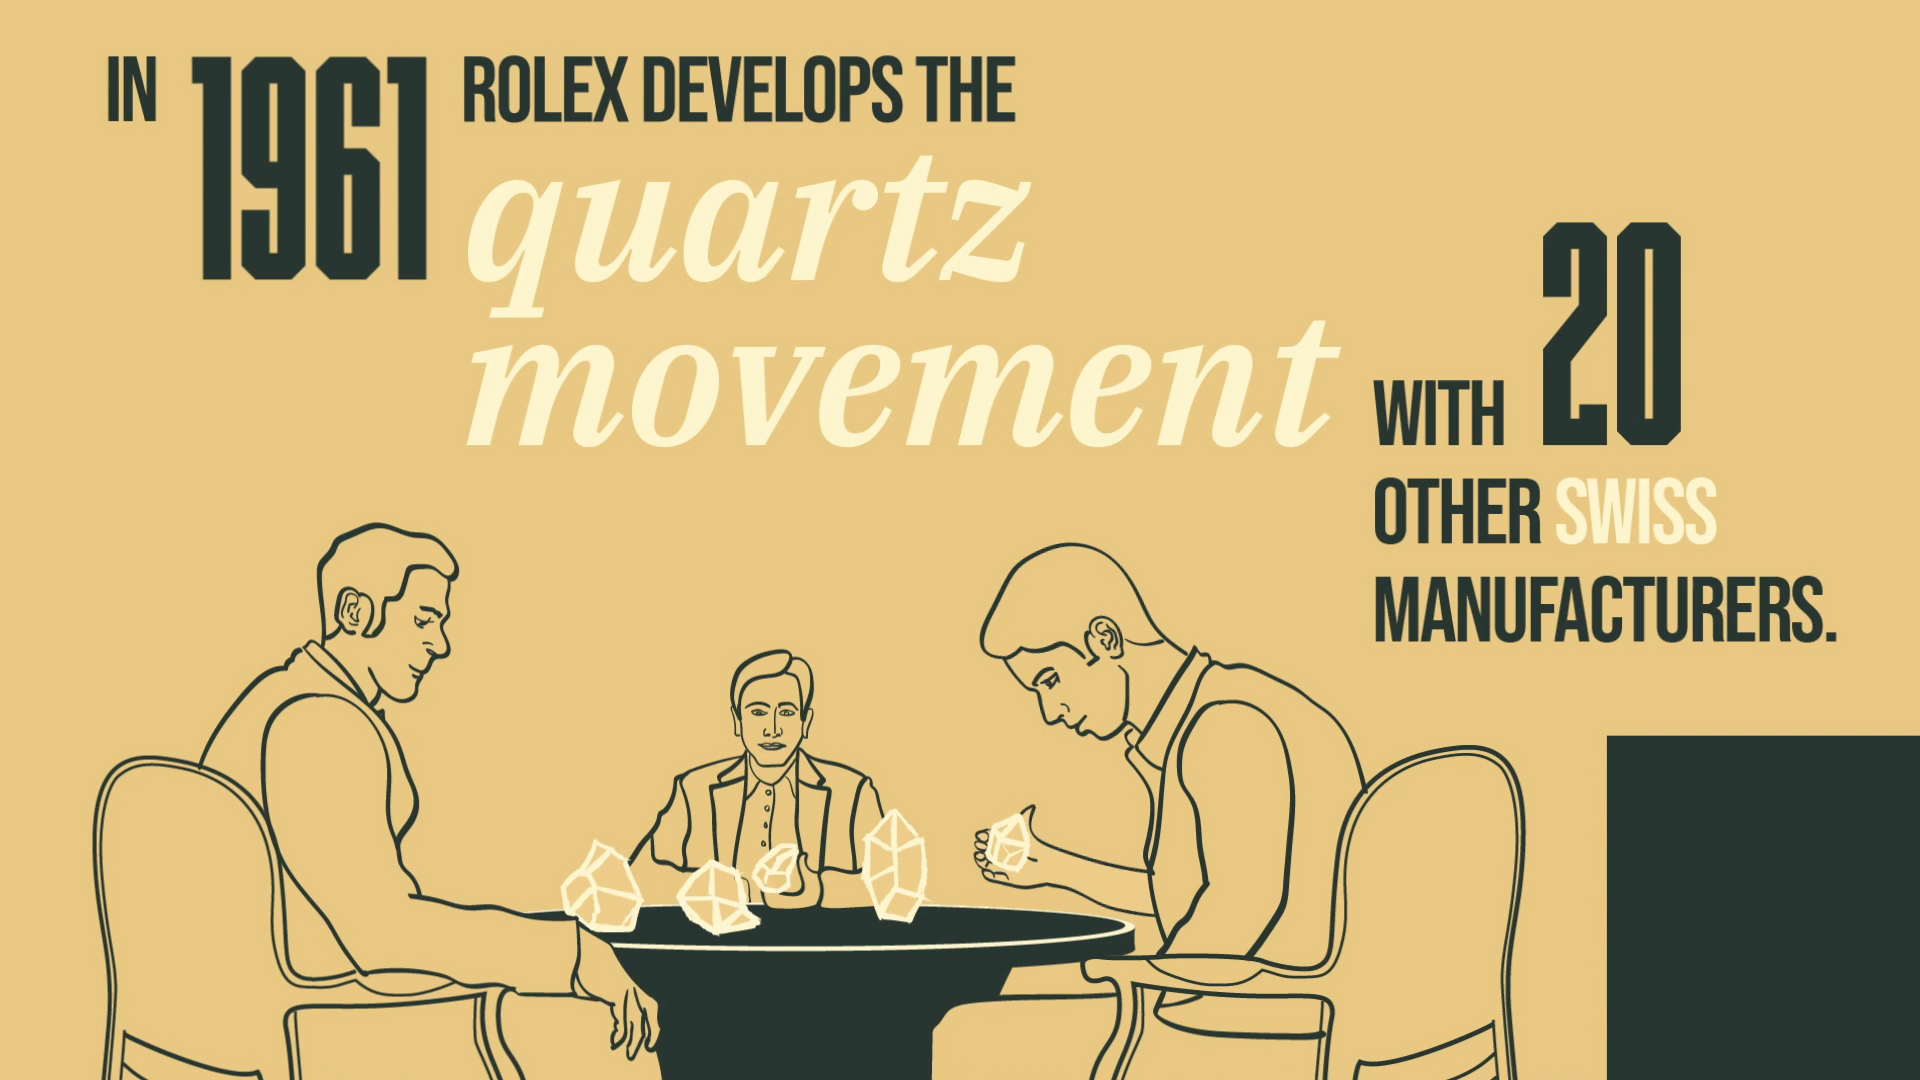 IN 1961 ROLEX DEVELOPS THE
quartz
movement
WITH 20
OTHER SWISS
MANUFACTURERS.